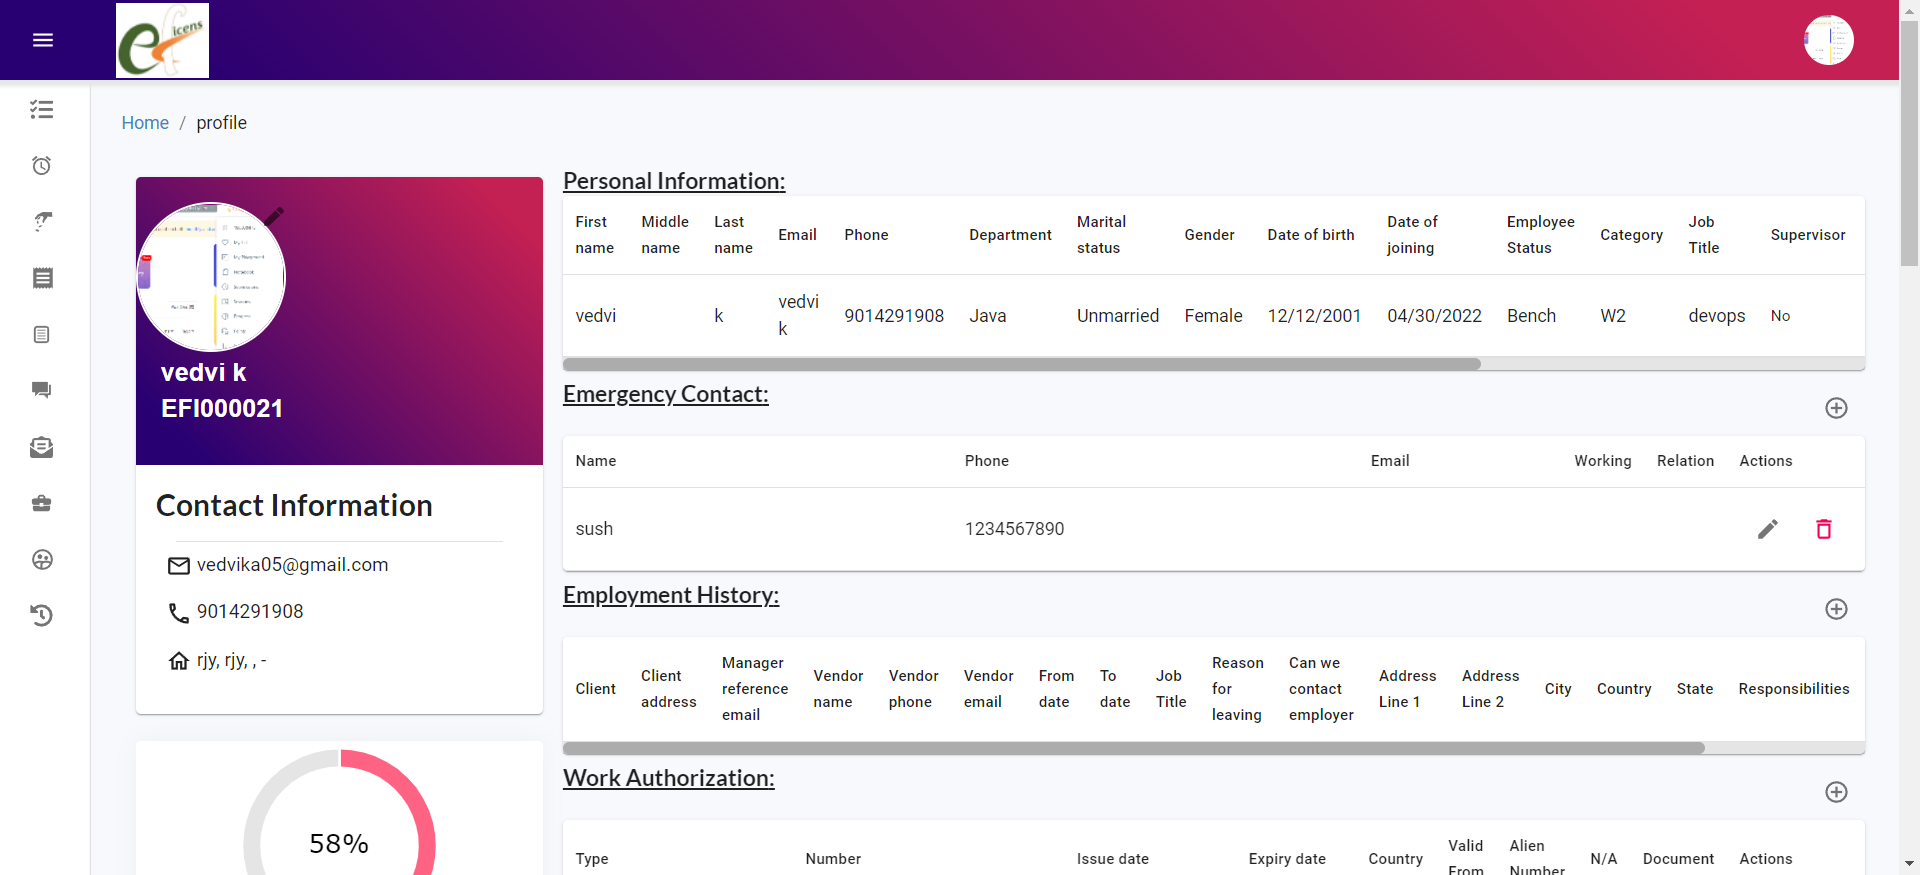 eficens
Home / profile
vedvi k
EFI000021
Contact Information
vedvika05@gmail.com
9014291908
rjy, rjy, , -
58%
Personal Information:
First name Middle name Last name Email Phone Department Marital status Gender Date of birth Date of joining Employee Status Category Job Title Supervisor
vedvi k vedvi k 9014291908 Java Unmarried Female 12/12/2001 04/30/2022 Bench W2 devops No
Emergency Contact:
Name Phone Email Working Relation Actions
sush 1234567890
Employment History:
Client Client address Manager reference email Vendor name Vendor phone Vendor email From date To date Job Title Reason for leaving Can we contact employer Address Line 1 Address Line 2 City Country State Responsibilities
Work Authorization:
Type Number Issue date Expiry date Country Valid From Alien Number N/A Document Actions